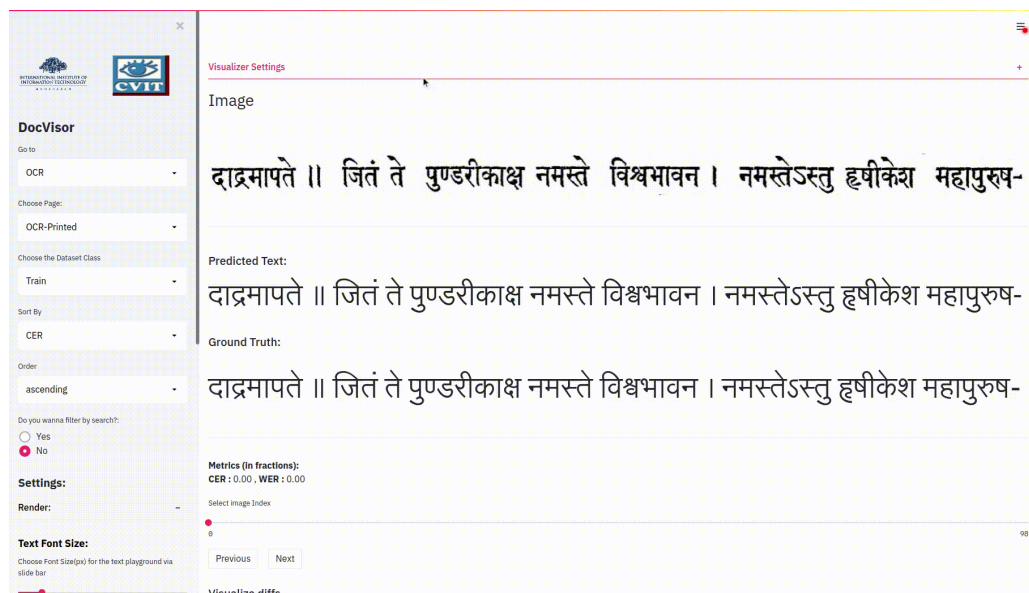 ×
INTERNATIONAL INSTITUTE OF
INFORMATION TECHNOLOGY
HYDERABAD
CVIT
DocVisor
Go to
OCR
Choose Page:
OCR-Printed
Choose the Dataset Class
Train
Sort By
CER
Order
ascending
Do you wanna filter by search?:
Yes
No
Settings:
Render:
–
Text Font Size:
Choose Font Size(px) for the text playground via
slide bar
Visualizer Settings
+
Image
दाद्रमापते ॥ जितं ते पुण्डरीकाक्ष नमस्ते विश्वभावन । नमस्तेऽस्तु हृषीकेश महापुरुष-
Predicted Text:
दाद्रमापते ॥ जितं ते पुण्डरीकाक्ष नमस्ते विश्वभावन । नमस्तेऽस्तु हृषीकेश महापुरुष-
Ground Truth:
दाद्रमापते ॥ जितं ते पुण्डरीकाक्ष नमस्ते विश्वभावन । नमस्तेऽस्तु हृषीकेश महापुरुष-
Metrics (in fractions):
CER : 0.00 , WER : 0.00
Select image Index
0
98
Previous Next
Visualize diffs